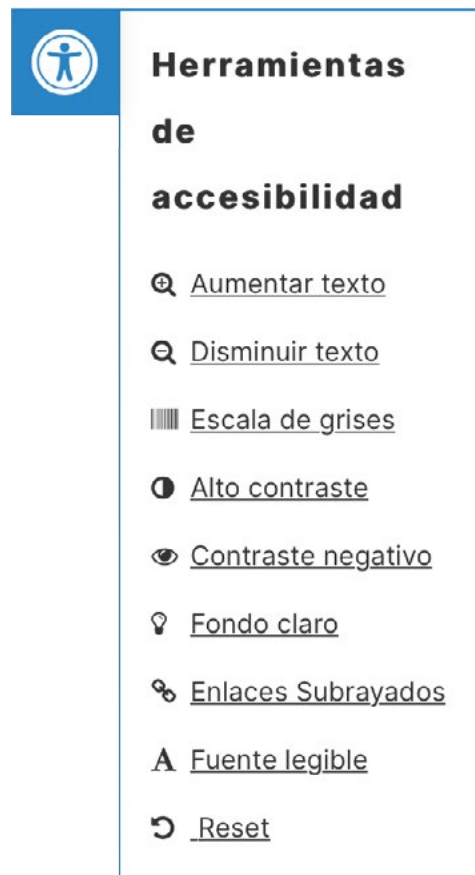 Herramientas
de
accesibilidad
Aumentar texto
Disminuir texto
Escala de grises
Alto contraste
Contraste negativo
Fondo claro
Enlaces Subrayados
Fuente legible
Reset